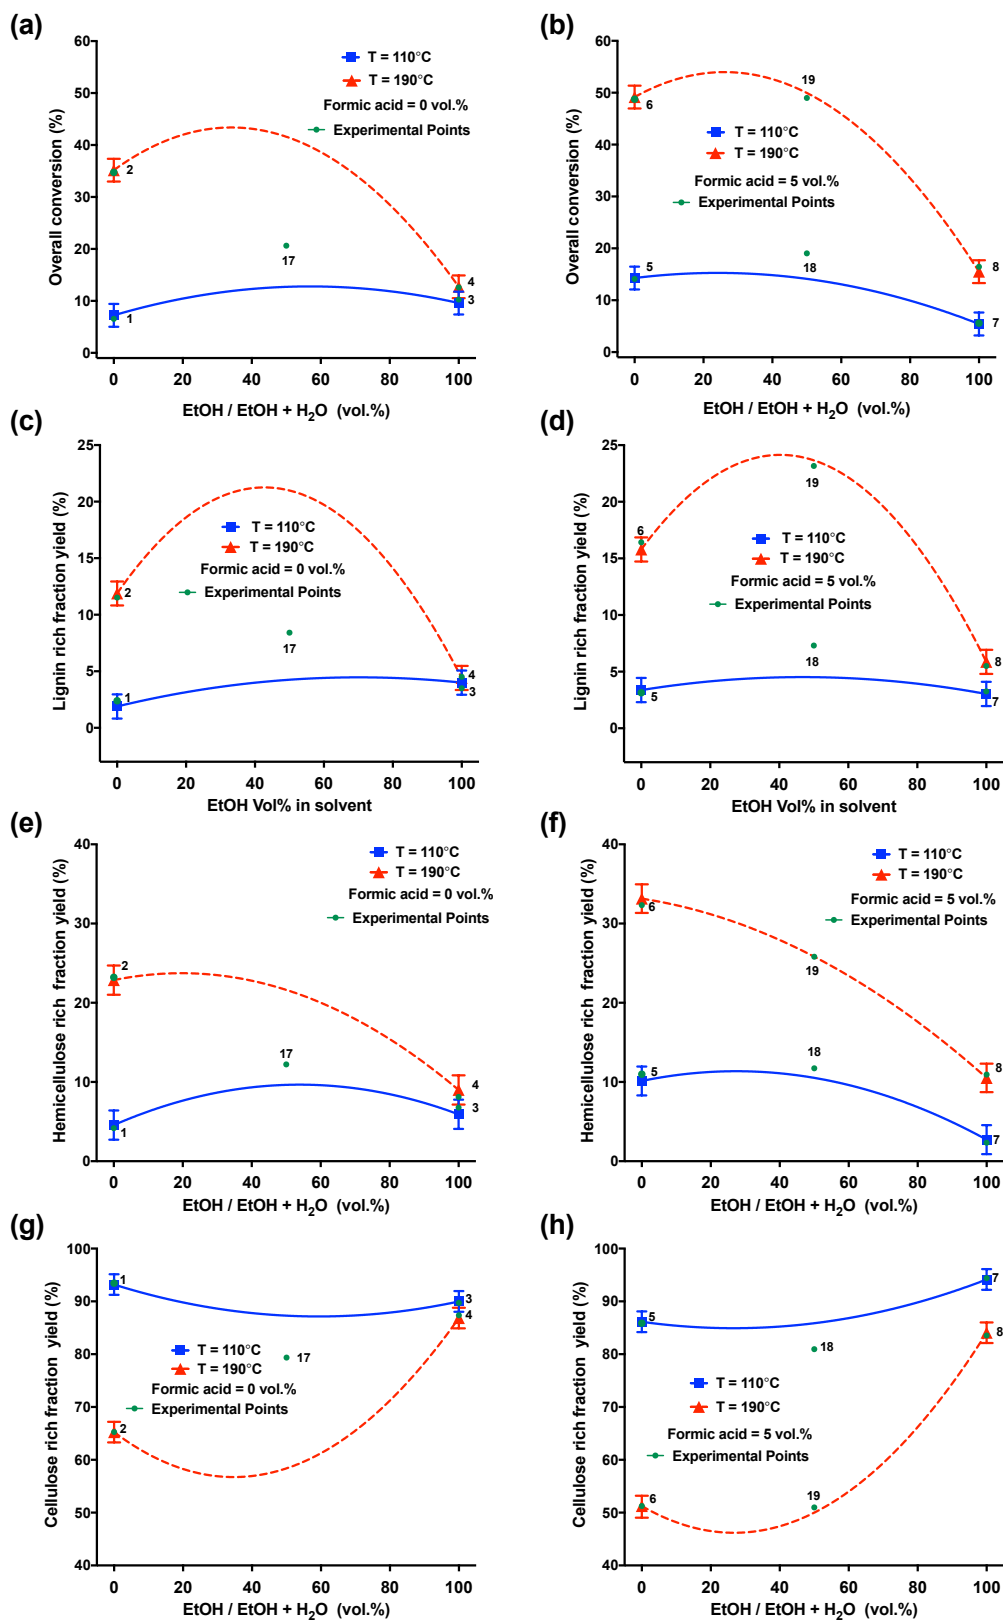 (a)
Overall conversion (%)
60
50
40
30
20
10
0
T = 110°C
T = 190°C
Formic acid = 0 vol.%
Experimental Points
2
17
1
4
3
0 20 40 60 80 100
EtOH / EtOH + H₂O (vol.%)
(b)
Overall conversion (%)
60
50
40
30
20
10
0
19
6
T = 110°C
T = 190°C
Formic acid = 5 vol.%
Experimental Points
5
18
8
7
0 20 40 60 80 100
EtOH / EtOH + H₂O (vol.%)
(c)
Lignin rich fraction yield (%)
25
20
15
10
5
0
T = 110°C
T = 190°C
Formic acid = 0 vol.%
Experimental Points
2
17
1
4
3
0 20 40 60 80 100
EtOH Vol% in solvent
(d)
Lignin rich fraction yield (%)
25
20
15
10
5
0
19
6
T = 110°C
T = 190°C
Formic acid = 5 vol.%
Experimental Points
18
5
8
7
0 20 40 60 80 100
EtOH Vol% in solvent
(e)
Hemicellulose rich fraction yield (%)
40
30
20
10
0
T = 110°C
T = 190°C
Formic acid = 0 vol.%
Experimental Points
2
17
1
4
3
0 20 40 60 80 100
EtOH / EtOH + H₂O (vol.%)
(f)
Hemicellulose rich fraction yield (%)
40
30
20
10
0
T = 110°C
T = 190°C
Formic acid = 5 vol.%
Experimental Points
6
19
18
5
8
7
0 20 40 60 80 100
EtOH / EtOH + H₂O (vol.%)
(g)
Cellulose rich fraction yield (%)
100
90
80
70
60
50
40
1
3
4
17
T = 110°C
T = 190°C
Formic acid = 0 vol.%
Experimental Points
2
0 20 40 60 80 100
EtOH / EtOH + H₂O (vol.%)
(h)
Cellulose rich fraction yield (%)
100
90
80
70
60
50
40
7
5
8
18
T = 110°C
T = 190°C
Formic acid = 5 vol.%
Experimental Points
6
19
0 20 40 60 80 100
EtOH / EtOH + H₂O (vol.%)